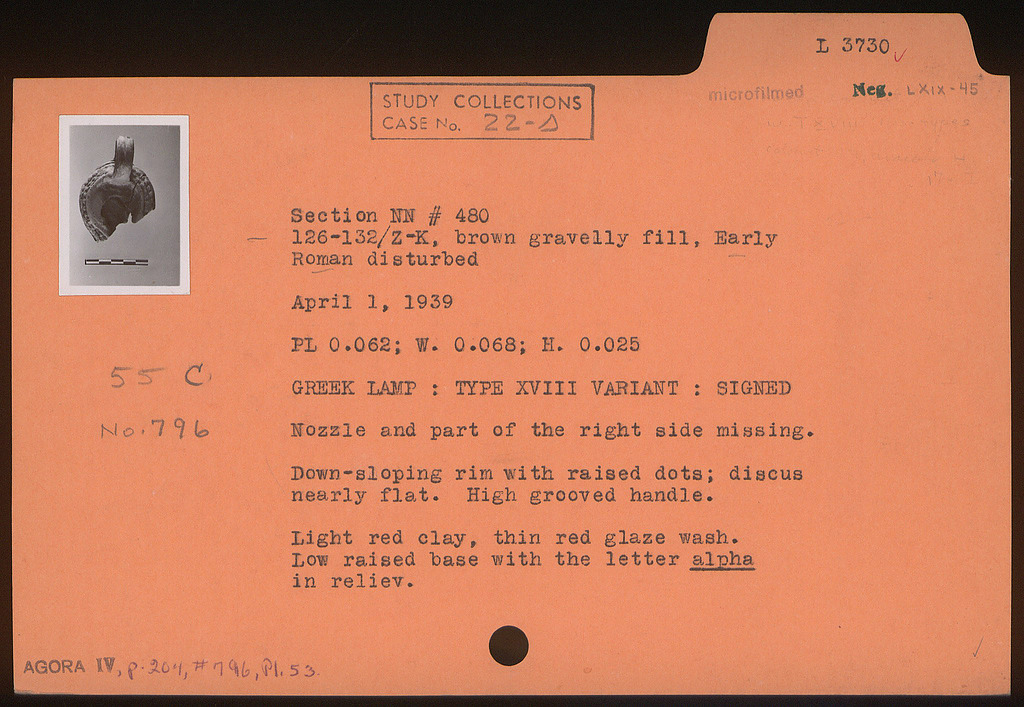 L 3730
microfilmed Neg. LXIX-45
STUDY COLLECTIONS
CASE No. 22-Δ
Section NN # 480
126-132/Z-K, brown gravelly fill, Early
Roman disturbed
April 1, 1939
PL 0.062; W. 0.068; H. 0.025
55 C
GREEK LAMP : TYPE XVIII VARIANT : SIGNED
No. 796
Nozzle and part of the right side missing.
Down-sloping rim with raised dots; discus
nearly flat. High grooved handle.
Light red clay, thin red glaze wash.
Low raised base with the letter alpha
in reliev.
AGORA IV, p. 204, #796, Pl. 53